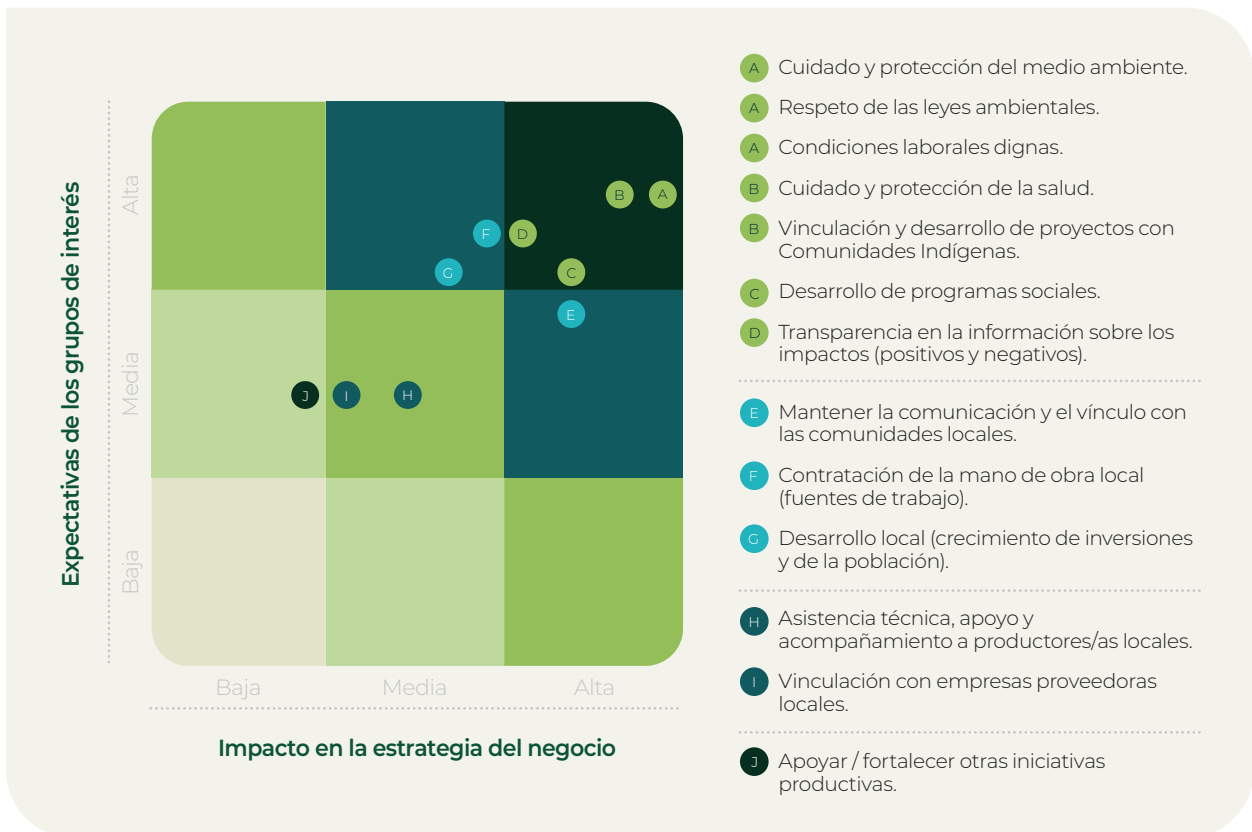 Expectativas de los grupos de interés
Alta
Media
Baja
B
A
F
D
G
C
E
J
I
H
Baja
Media
Alta
Impacto en la estrategia del negocio
A Cuidado y protección del medio ambiente.
A Respeto de las leyes ambientales.
A Condiciones laborales dignas.
B Cuidado y protección de la salud.
B Vinculación y desarrollo de proyectos con
Comunidades Indígenas.
C Desarrollo de programas sociales.
D Transparencia en la información sobre los
impactos (positivos y negativos).
E Mantener la comunicación y el vínculo con
las comunidades locales.
F Contratación de la mano de obra local
(fuentes de trabajo).
G Desarrollo local (crecimiento de inversiones
y de la población).
H Asistencia técnica, apoyo y
acompañamiento a productores/as locales.
I Vinculación con empresas proveedoras
locales.
J Apoyar / fortalecer otras iniciativas
productivas.